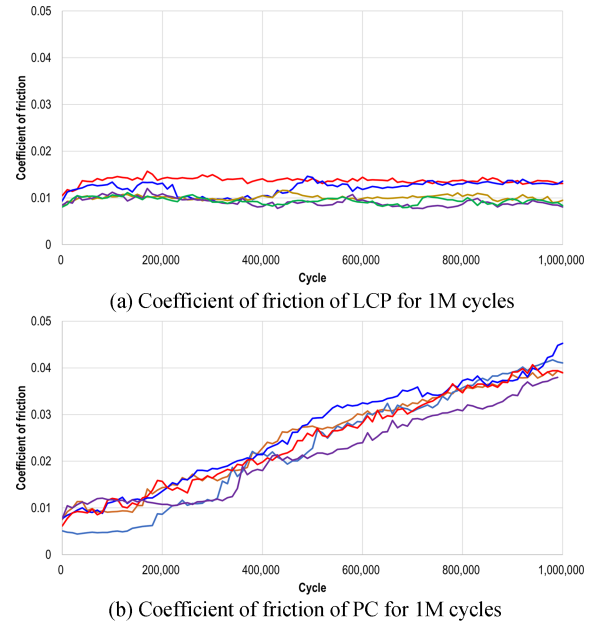 0.05
0.04
0.03
0.02
0.01
0
Coefficient of friction
0 200,000 400,000 600,000 800,000 1,000,000
Cycle
(a) Coefficient of friction of LCP for 1M cycles
0.05
0.04
0.03
0.02
0.01
0
Coefficient of friction
0 200,000 400,000 600,000 800,000 1,000,000
Cycle
(b) Coefficient of friction of PC for 1M cycles